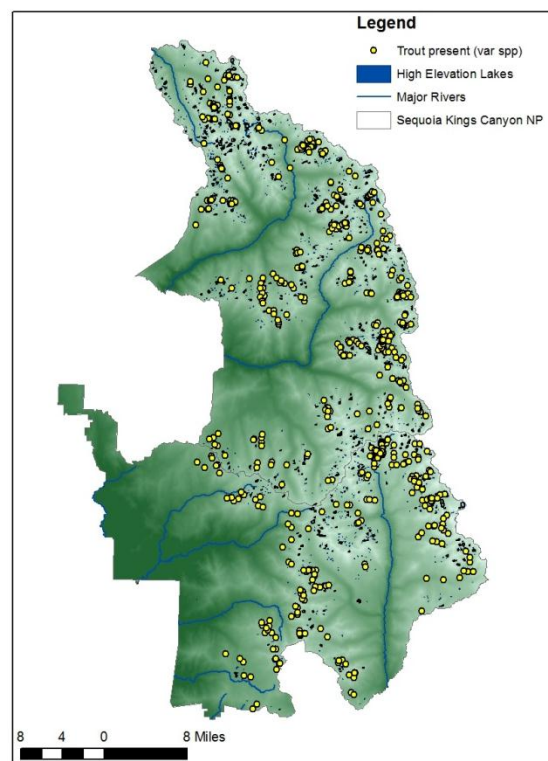 Legend
Trout present (var spp)
High Elevation Lakes
Major Rivers
Sequoia Kings Canyon NP
8 4 0 8 Miles